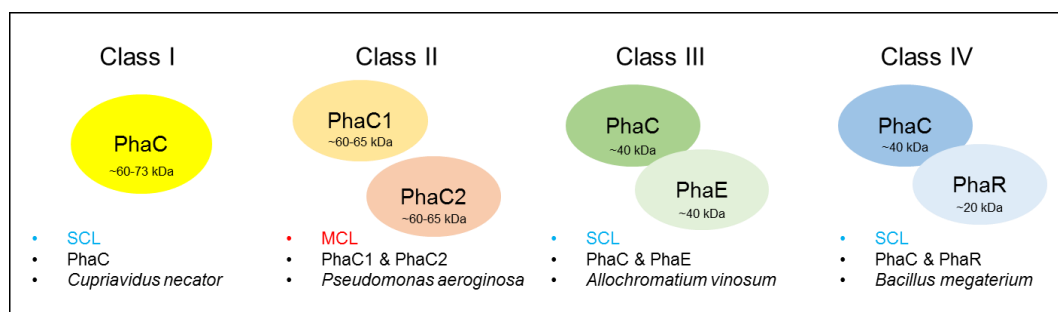 Class I
PhaC
~60-73 kDa
• SCL
• PhaC
• Cupriavidus necator
Class II
PhaC1
~60-65 kDa
PhaC2
~60-65 kDa
• MCL
• PhaC1 & PhaC2
• Pseudomonas aeroginosa
Class III
PhaC
~40 kDa
PhaE
~40 kDa
• SCL
• PhaC & PhaE
• Allochromatium vinosum
Class IV
PhaC
~40 kDa
PhaR
~20 kDa
• SCL
• PhaC & PhaR
• Bacillus megaterium